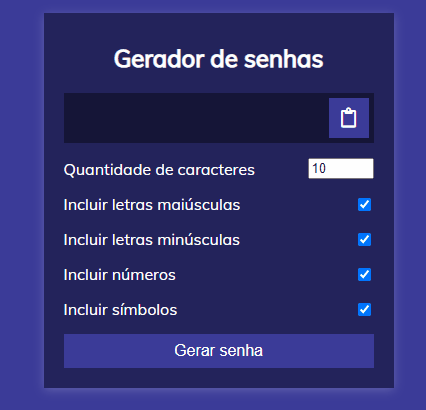 Gerador de senhas
Quantidade de caracteres 10
Incluir letras maiúsculas
Incluir letras minúsculas
Incluir números
Incluir símbolos
Gerar senha